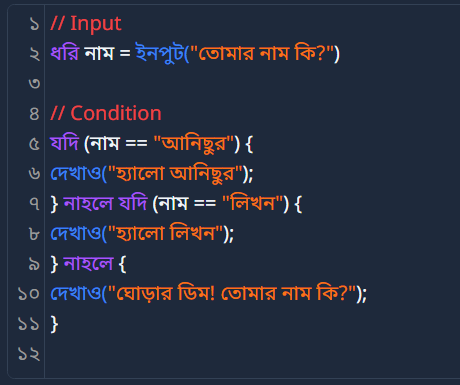 ১ // Input
২ ধরি নাম = ইনপুট("তোমার নাম কি?")
৩
৪ // Condition
৫ যদি (নাম == "আনিছুর") {
৬ দেখাও("হ্যালো আনিছুর");
৭ } নাহলে যদি (নাম == "লিখন") {
৮ দেখাও("হ্যালো লিখন");
৯ } নাহলে {
১০ দেখাও("ঘোড়ার ডিম! তোমার নাম কি?");
১১ }
১২